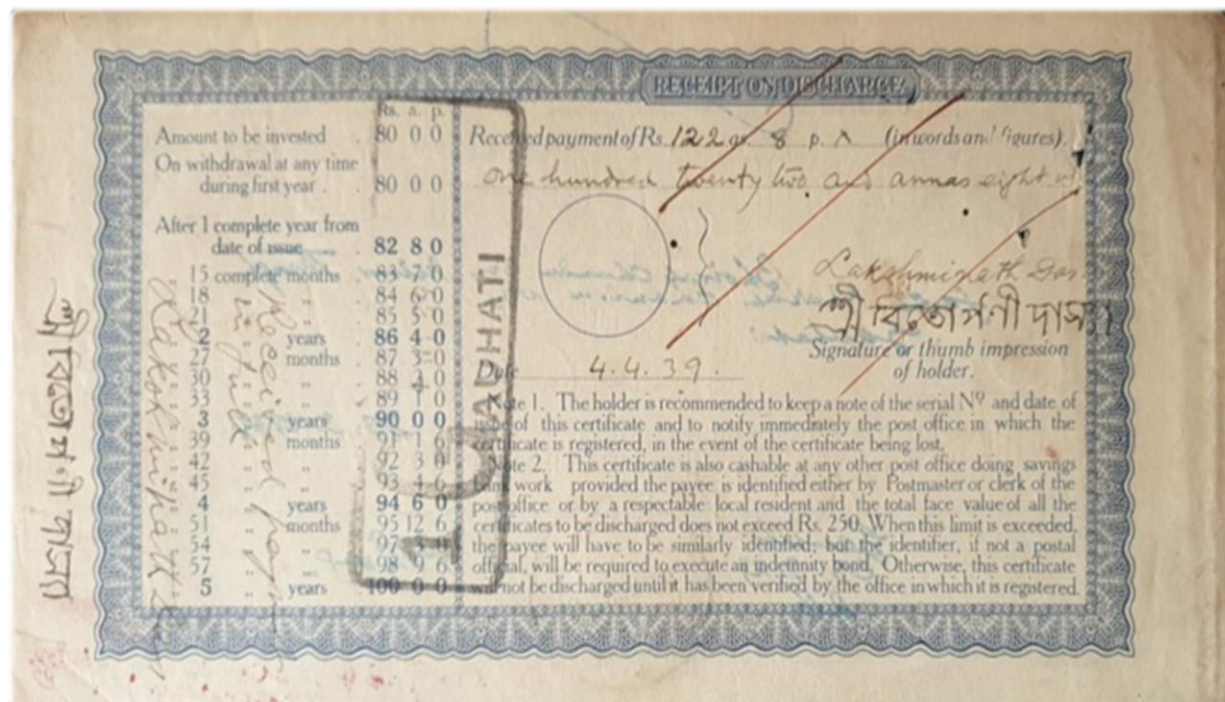 RECEIPT ON DISCHARGE
Rs. a. p.
Amount to be invested . 80 0 0
On withdrawal at any time
during first year . 80 0 0
After 1 complete year from
date of issue 82 8 0
15 complete months . 83 7 0
18 " . 84 6 0
21 " . 85 5 0
2 years . 86 4 0
27 months . 87 3 0
30 " . 88 2 0
33 " . 89 1 0
3 years . 90 0 0
39 months . 91 1 6
42 " . 92 3 0
45 " . 93 4 6
4 years . 94 6 0
51 months . 95 12 6
54 " . 97
57 " . 98 9 6
5 years . 100 0 0
Received payment of Rs. 122 as. 8 p. x (in words and figures).
One hundred twenty two and annas eight
Lakshminath Das
শ্রী
Signature or thumb impression
of holder.
Date 4.4.39.
Note 1. The holder is recommended to keep a note of the serial Nº and date of
issue of this certificate and to notify immediately the post office in which the
certificate is registered, in the event of the certificate being lost.
Note 2. This certificate is also cashable at any other post office doing savings
bank work provided the payee is identified either by Postmaster or clerk of the
post office or by a respectable local resident and the total face value of all the
certificates to be discharged does not exceed Rs. 250. When this limit is exceeded,
the payee will have to be similarly identified; but the identifier, if not a postal
official, will be required to execute an indemnity bond. Otherwise, this certificate
will not be discharged until it has been verified by the office in which it is registered.
GAUHATI
Received payment
in full